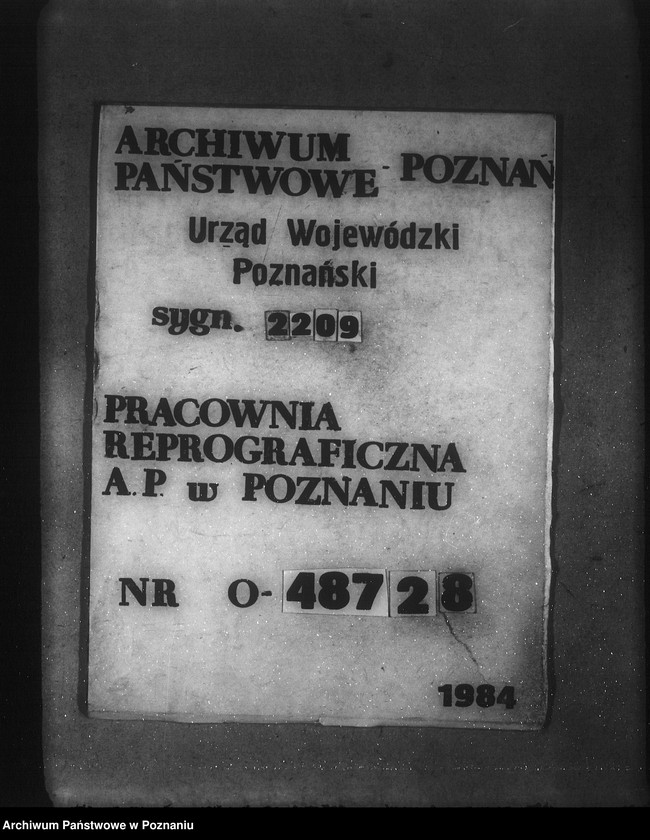 ARCHIWUM
PAŃSTWOWE - POZNAŃ
Urząd Wojewódzki
Poznański
sygn. 2209
PRACOWNIA
REPROGRAFICZNA
A.P. w POZNANIU
NR O-48728
1984
Archiwum Państwowe w Poznaniu